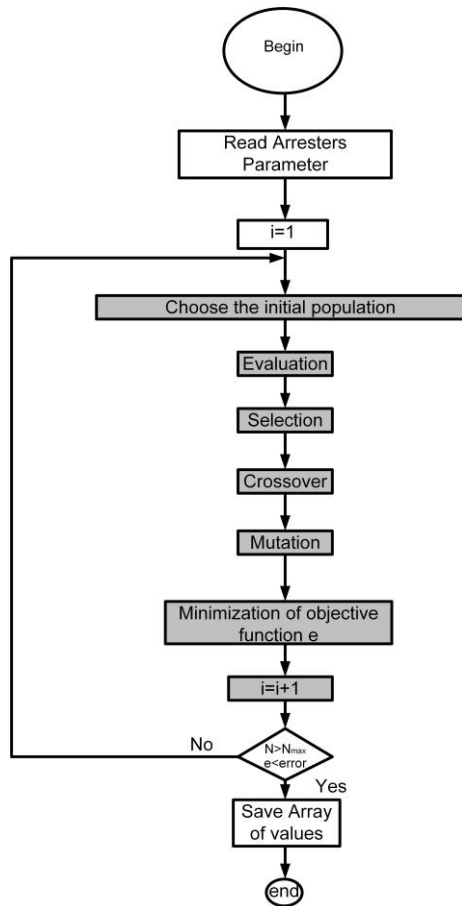 Begin
Read Arresters
Parameter
i=1
Choose the initial population
Evaluation
Selection
Crossover
Mutation
Minimization of objective
function e
i=i+1
No
N>Nmax
e<error
Yes
Save Array
of values
end